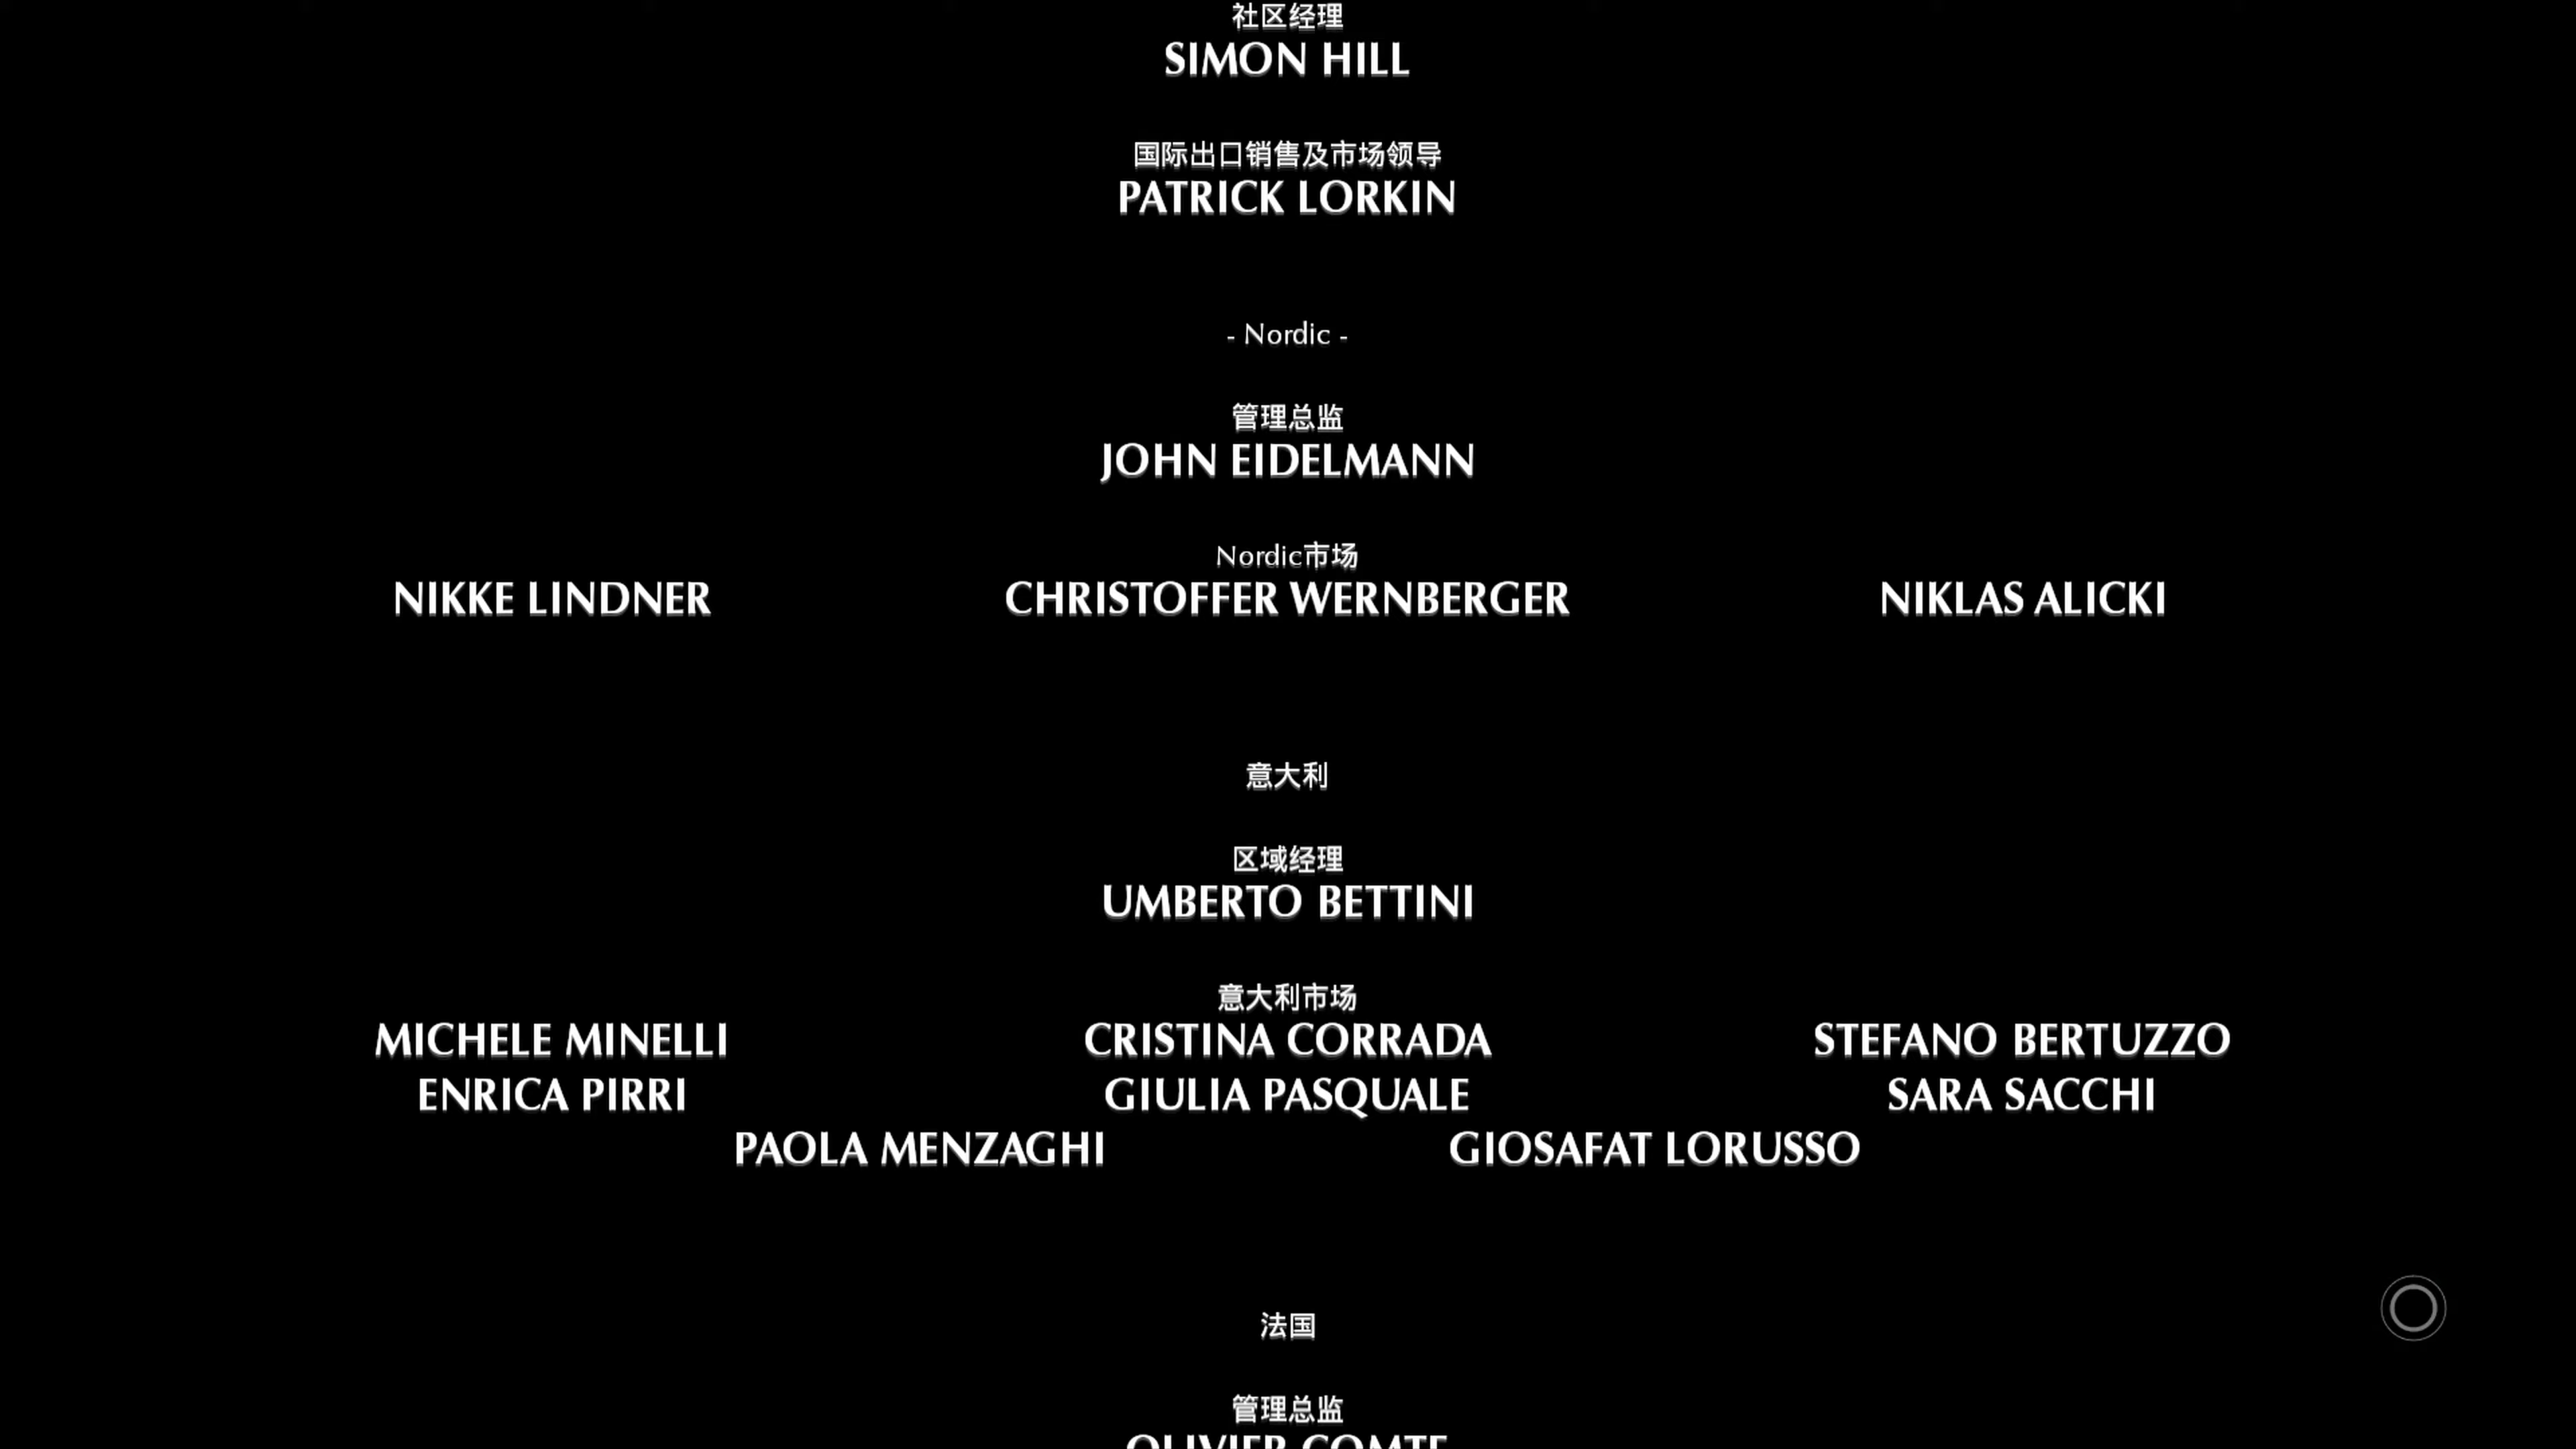 社区经理
SIMON HILL
国际出口销售及市场领导
PATRICK LORKIN
- Nordic -
管理总监
JOHN EIDELMANN
Nordic市场
NIKKE LINDNER CHRISTOFFER WERNBERGER NIKLAS ALICKI
意大利
区域经理
UMBERTO BETTINI
意大利市场
MICHELE MINELLI CRISTINA CORRADA STEFANO BERTUZZO
ENRICA PIRRI GIULIA PASQUALE SARA SACCHI
PAOLA MENZAGHI GIOSAFAT LORUSSO
法国
管理总监
OLIVIER COMTE